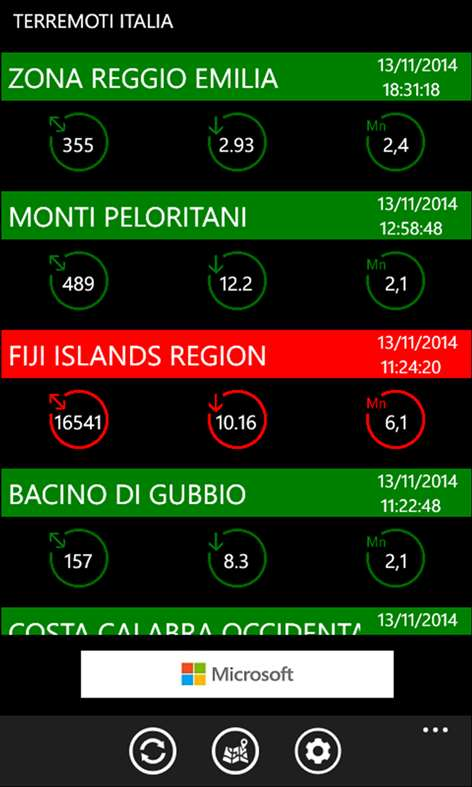 TERREMOTI ITALIA
ZONA REGGIO EMILIA 13/11/2014
18:31:18
355 2.93 Mn 2,4
MONTI PELORITANI 13/11/2014
12:58:48
489 12.2 Mn 2,1
FIJI ISLANDS REGION 13/11/2014
11:24:20
16541 10.16 Mn 6,1
BACINO DI GUBBIO 13/11/2014
11:22:48
157 8.3 Mn 2,1
COSTA CALABRA OCCIDENTA 13/11/2014
Microsoft